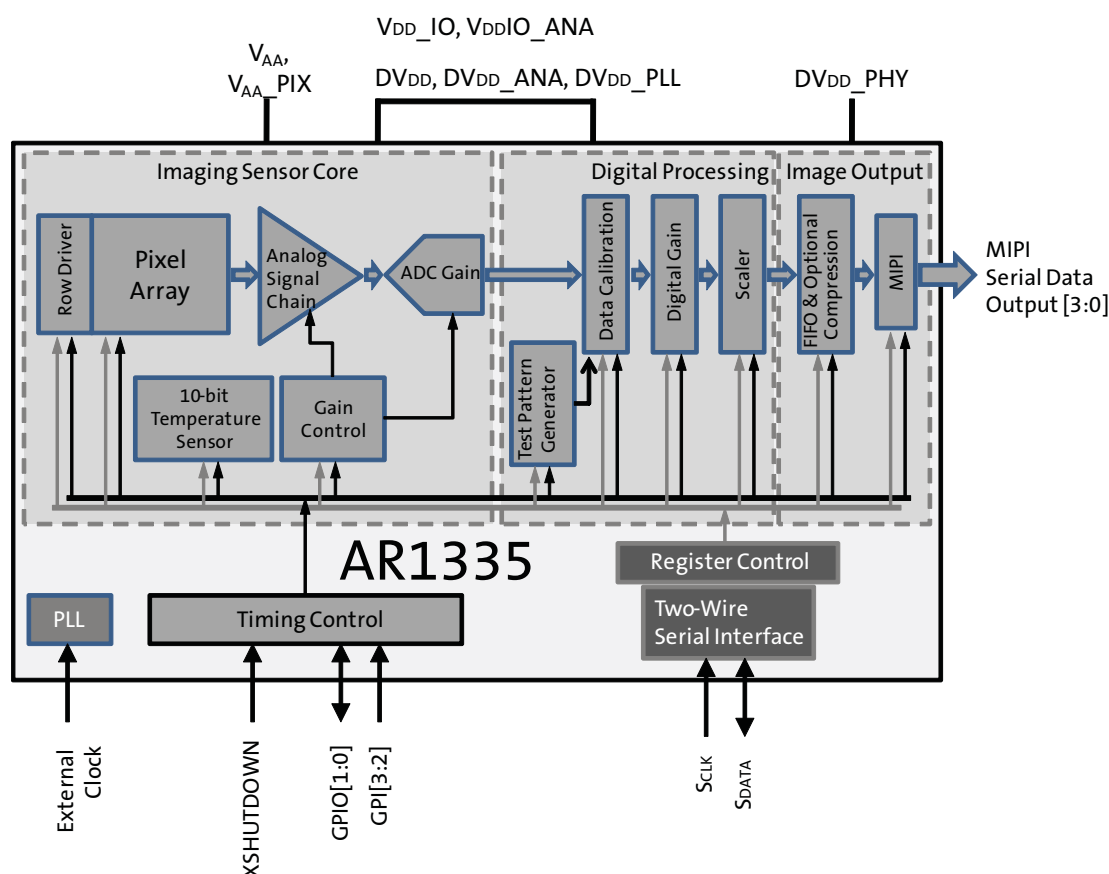 VDD_IO, VDDIO_ANA
VAA,
VAA_PIX
DVDD, DVDD_ANA, DVDD_PLL
DVDD_PHY
Imaging Sensor Core
Digital Processing
Image Output
Row Driver
Pixel
Array
Analog
Signal
Chain
ADC Gain
Data Calibration
Digital Gain
Scaler
FIFO & Optional
Compression
MIPI
MIPI
Serial Data
Output [3:0]
10-bit
Temperature
Sensor
Gain
Control
Test Pattern
Generator
AR1335
Register Control
PLL
Timing Control
Two-Wire
Serial Interface
External
Clock
XSHUTDOWN
GPIO[1:0]
GPI[3:2]
SCLK
SDATA